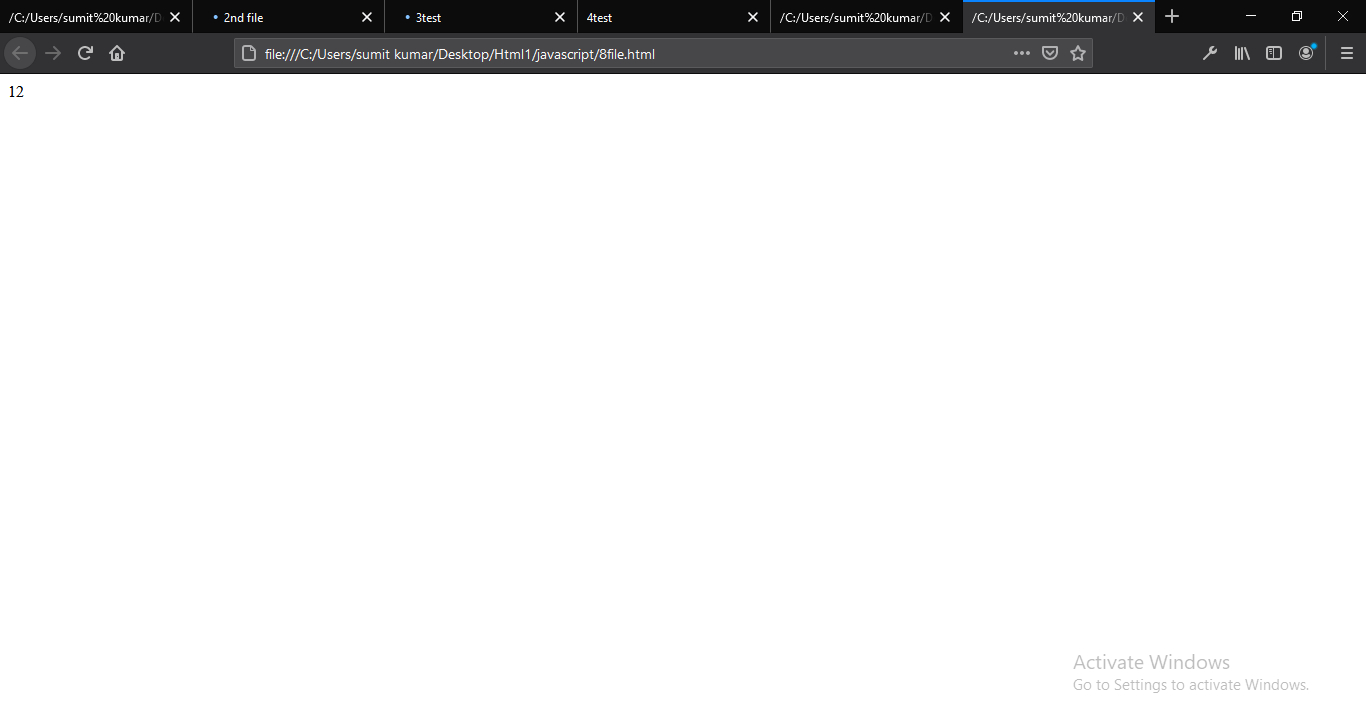 /C:/Users/sumit%20kumar/D
2nd file
3test
4test
/C:/Users/sumit%20kumar/D
/C:/Users/sumit%20kumar/D
file:///C:/Users/sumit kumar/Desktop/Html1/javascript/8file.html
12
Activate Windows
Go to Settings to activate Windows.